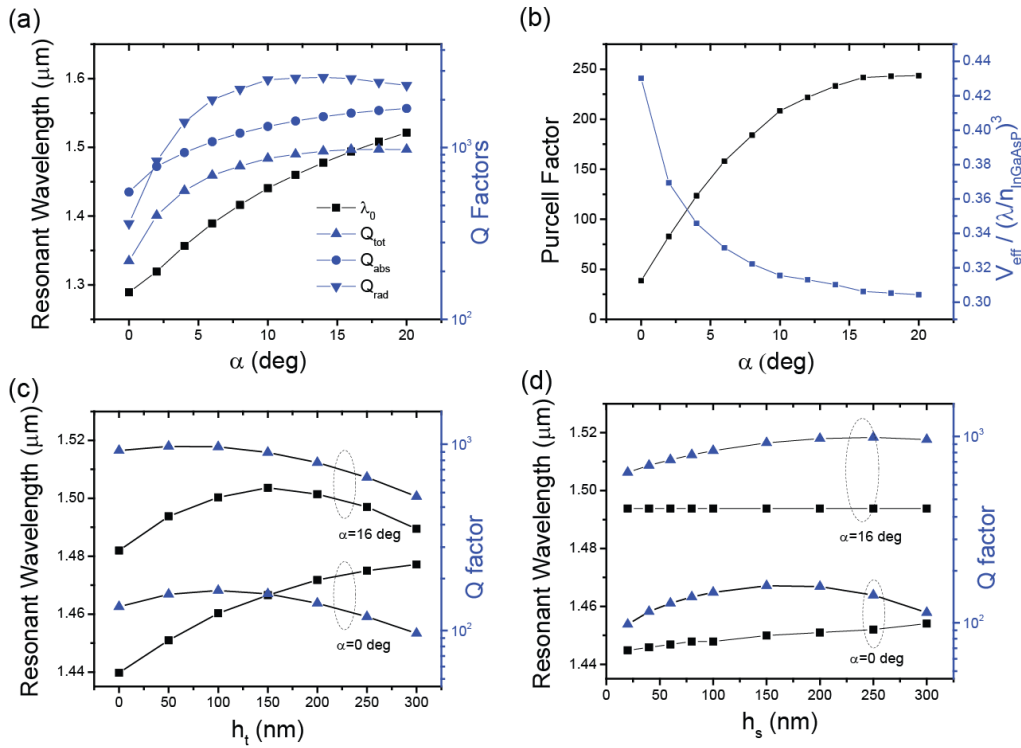 (a)
Resonant Wavelength (μm)
1.6
1.5
1.4
1.3
0
5
10
15
20
α (deg)
10³
10²
Q Factors
λ₀
Q_tot
Q_abs
Q_rad
(b)
Purcell Factor
250
200
150
100
50
0
0
5
10
15
20
α (deg)
0.44
0.42
0.40
0.38
0.36
0.34
0.32
0.30
V_eff / (λ/n_InGaAsP)³
(c)
Resonant Wavelength (μm)
1.52
1.50
1.48
1.46
1.44
0
50
100
150
200
250
300
h_t (nm)
10³
10²
Q factor
α=16 deg
α=0 deg
(d)
Resonant Wavelength (μm)
1.52
1.50
1.48
1.46
1.44
0
50
100
150
200
250
300
h_s (nm)
10³
10²
Q factor
α=16 deg
α=0 deg